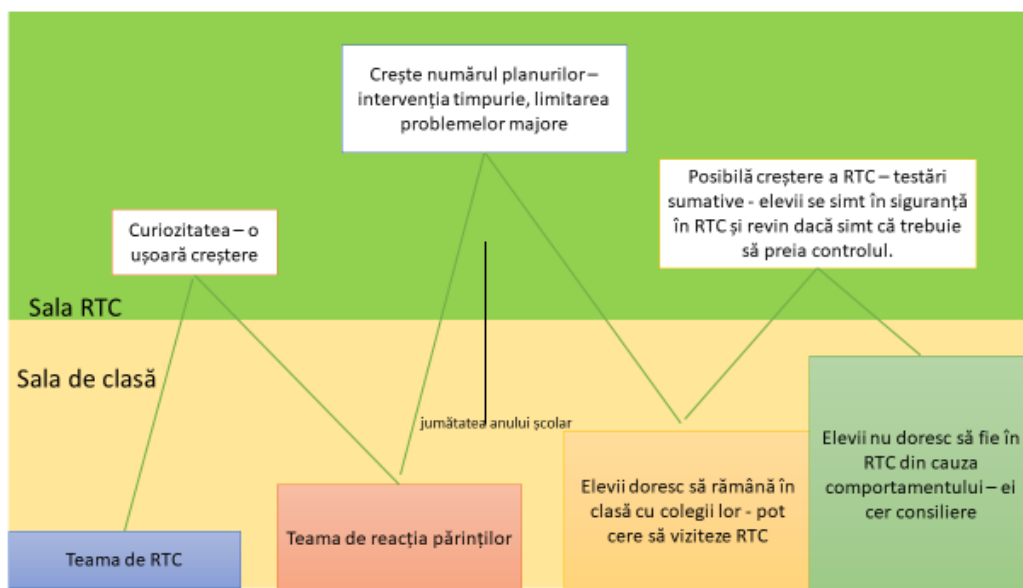 Crește numărul planurilor –
intervenția timpurie, limitarea
problemelor majore
Posibilă creștere a RTC – testări
sumative - elevii se simt în siguranță
în RTC și revin dacă simt că trebuie
să preia controlul.
Curiozitatea – o
ușoară creștere
Sala RTC
Sala de clasă
jumătatea anului școlar
Elevii nu doresc să fie în
RTC din cauza
comportamentului – ei
cer consiliere
Elevii doresc să rămână în
clasă cu colegii lor - pot
cere să viziteze RTC
Teama de reacția părinților
Teama de RTC